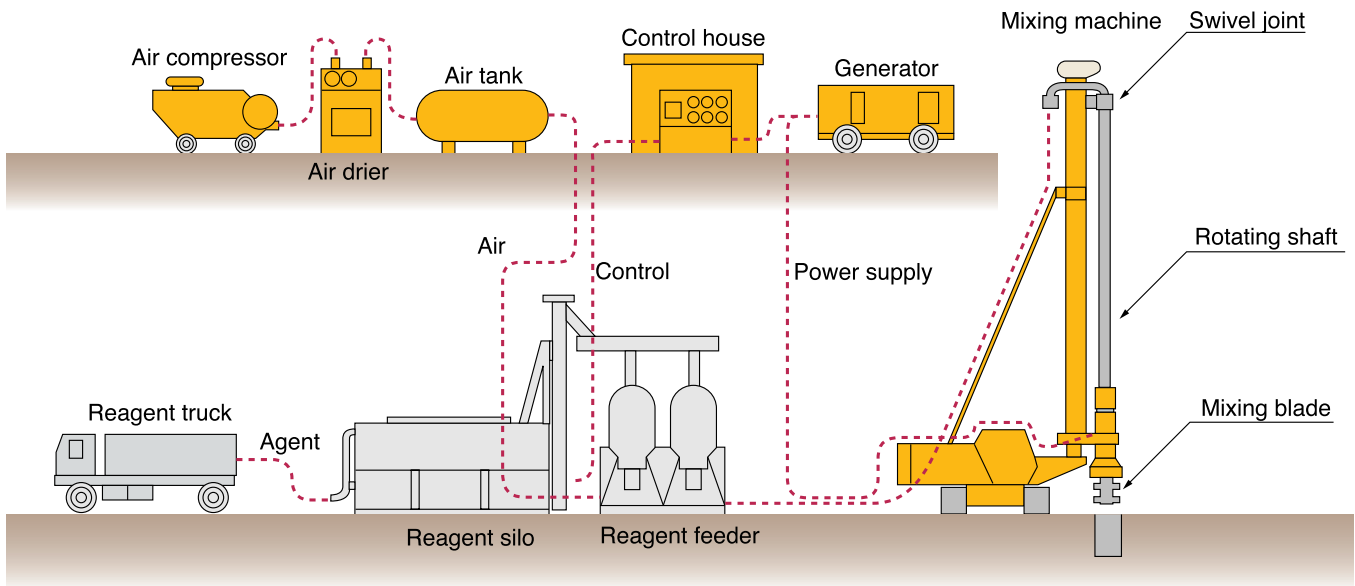 Mixing machine
Swivel joint
Control house
Air compressor
Air tank
Generator
Air drier
Air
Control
Power supply
Rotating shaft
Reagent truck
Agent
Mixing blade
Reagent silo
Reagent feeder